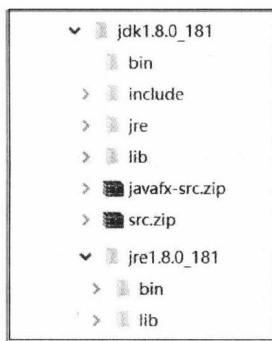 jdk1.8.0_181
bin
include
jre
lib
javafx-src.zip
src.zip
jre1.8.0_181
bin
lib